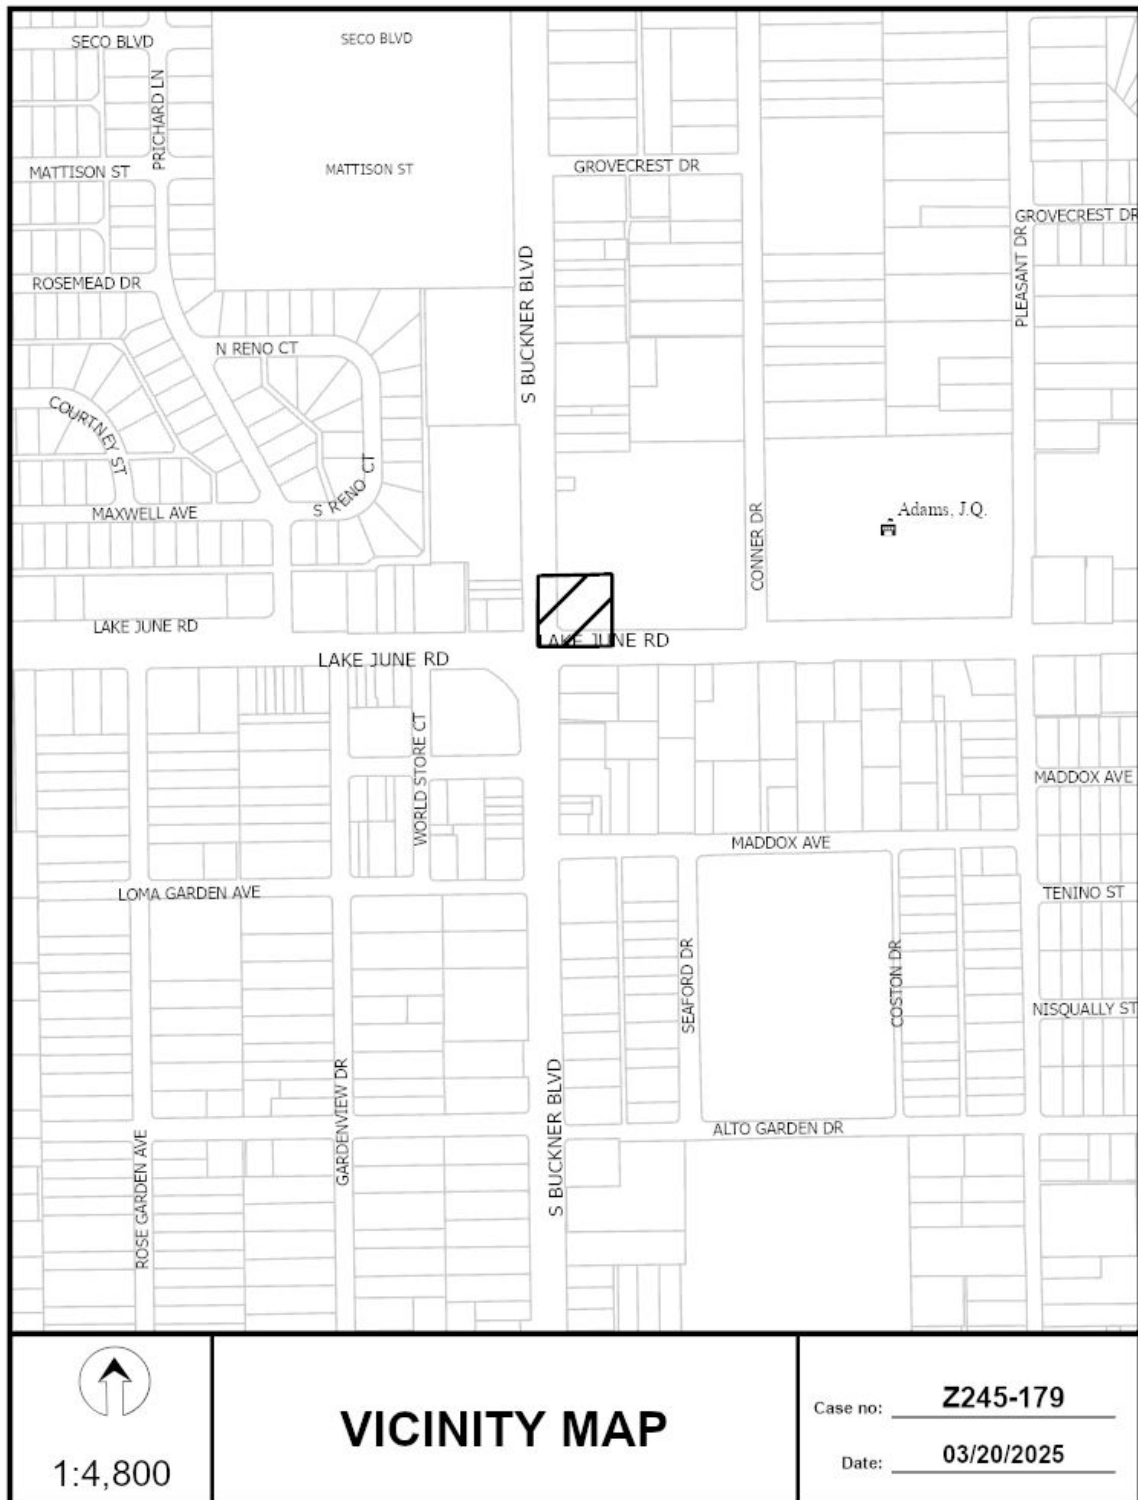 SECO BLVD
SECO BLVD
PRICHARD LN
MATTISON ST
MATTISON ST
GROVECREST DR
GROVECREST DR
PLEASANT DR
ROSEMEAD DR
S BUCKNER BLVD
N RENO CT
COURTNEY ST
S RENO CT
MAXWELL AVE
Adams, J.Q.
CONNER DR
LAKE JUNE RD
LAKE JUNE RD
LAKE JUNE RD
WORLD STORE CT
MADDOX AVE
MADDOX AVE
LOMA GARDEN AVE
TENINO ST
SEAFORD DR
COSTON DR
NISQUALLY ST
GARDENVIEW DR
S BUCKNER BLVD
ALTO GARDEN DR
ROSE GARDEN AVE
1:4,800
VICINITY MAP
Case no: Z245-179
Date: 03/20/2025